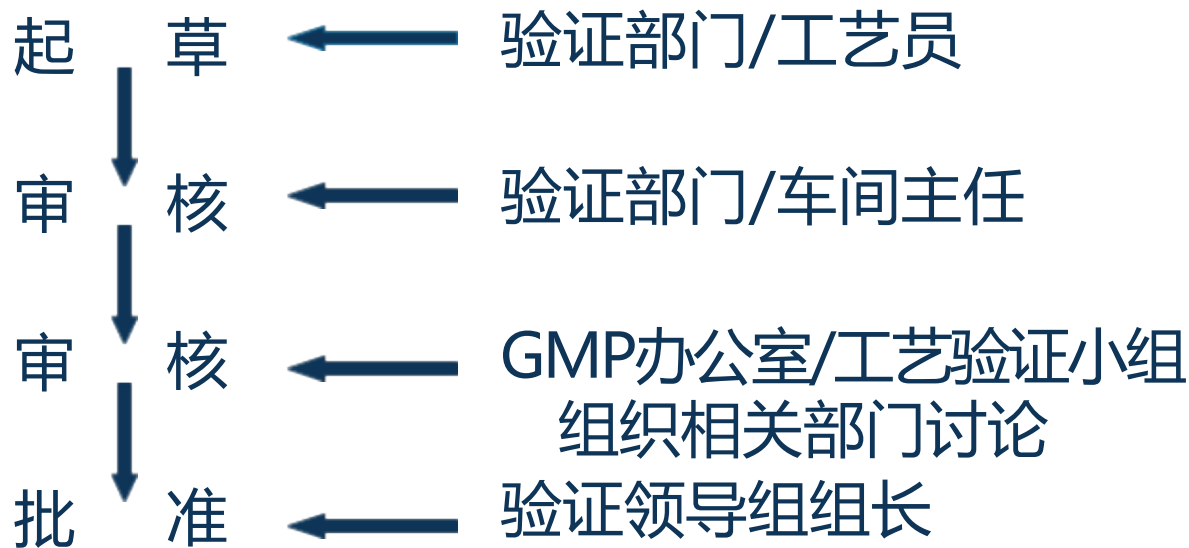 起 草 验证部门/工艺员
审 核 验证部门/车间主任
审 核 GMP办公室/工艺验证小组
组织相关部门讨论
批 准 验证领导组组长